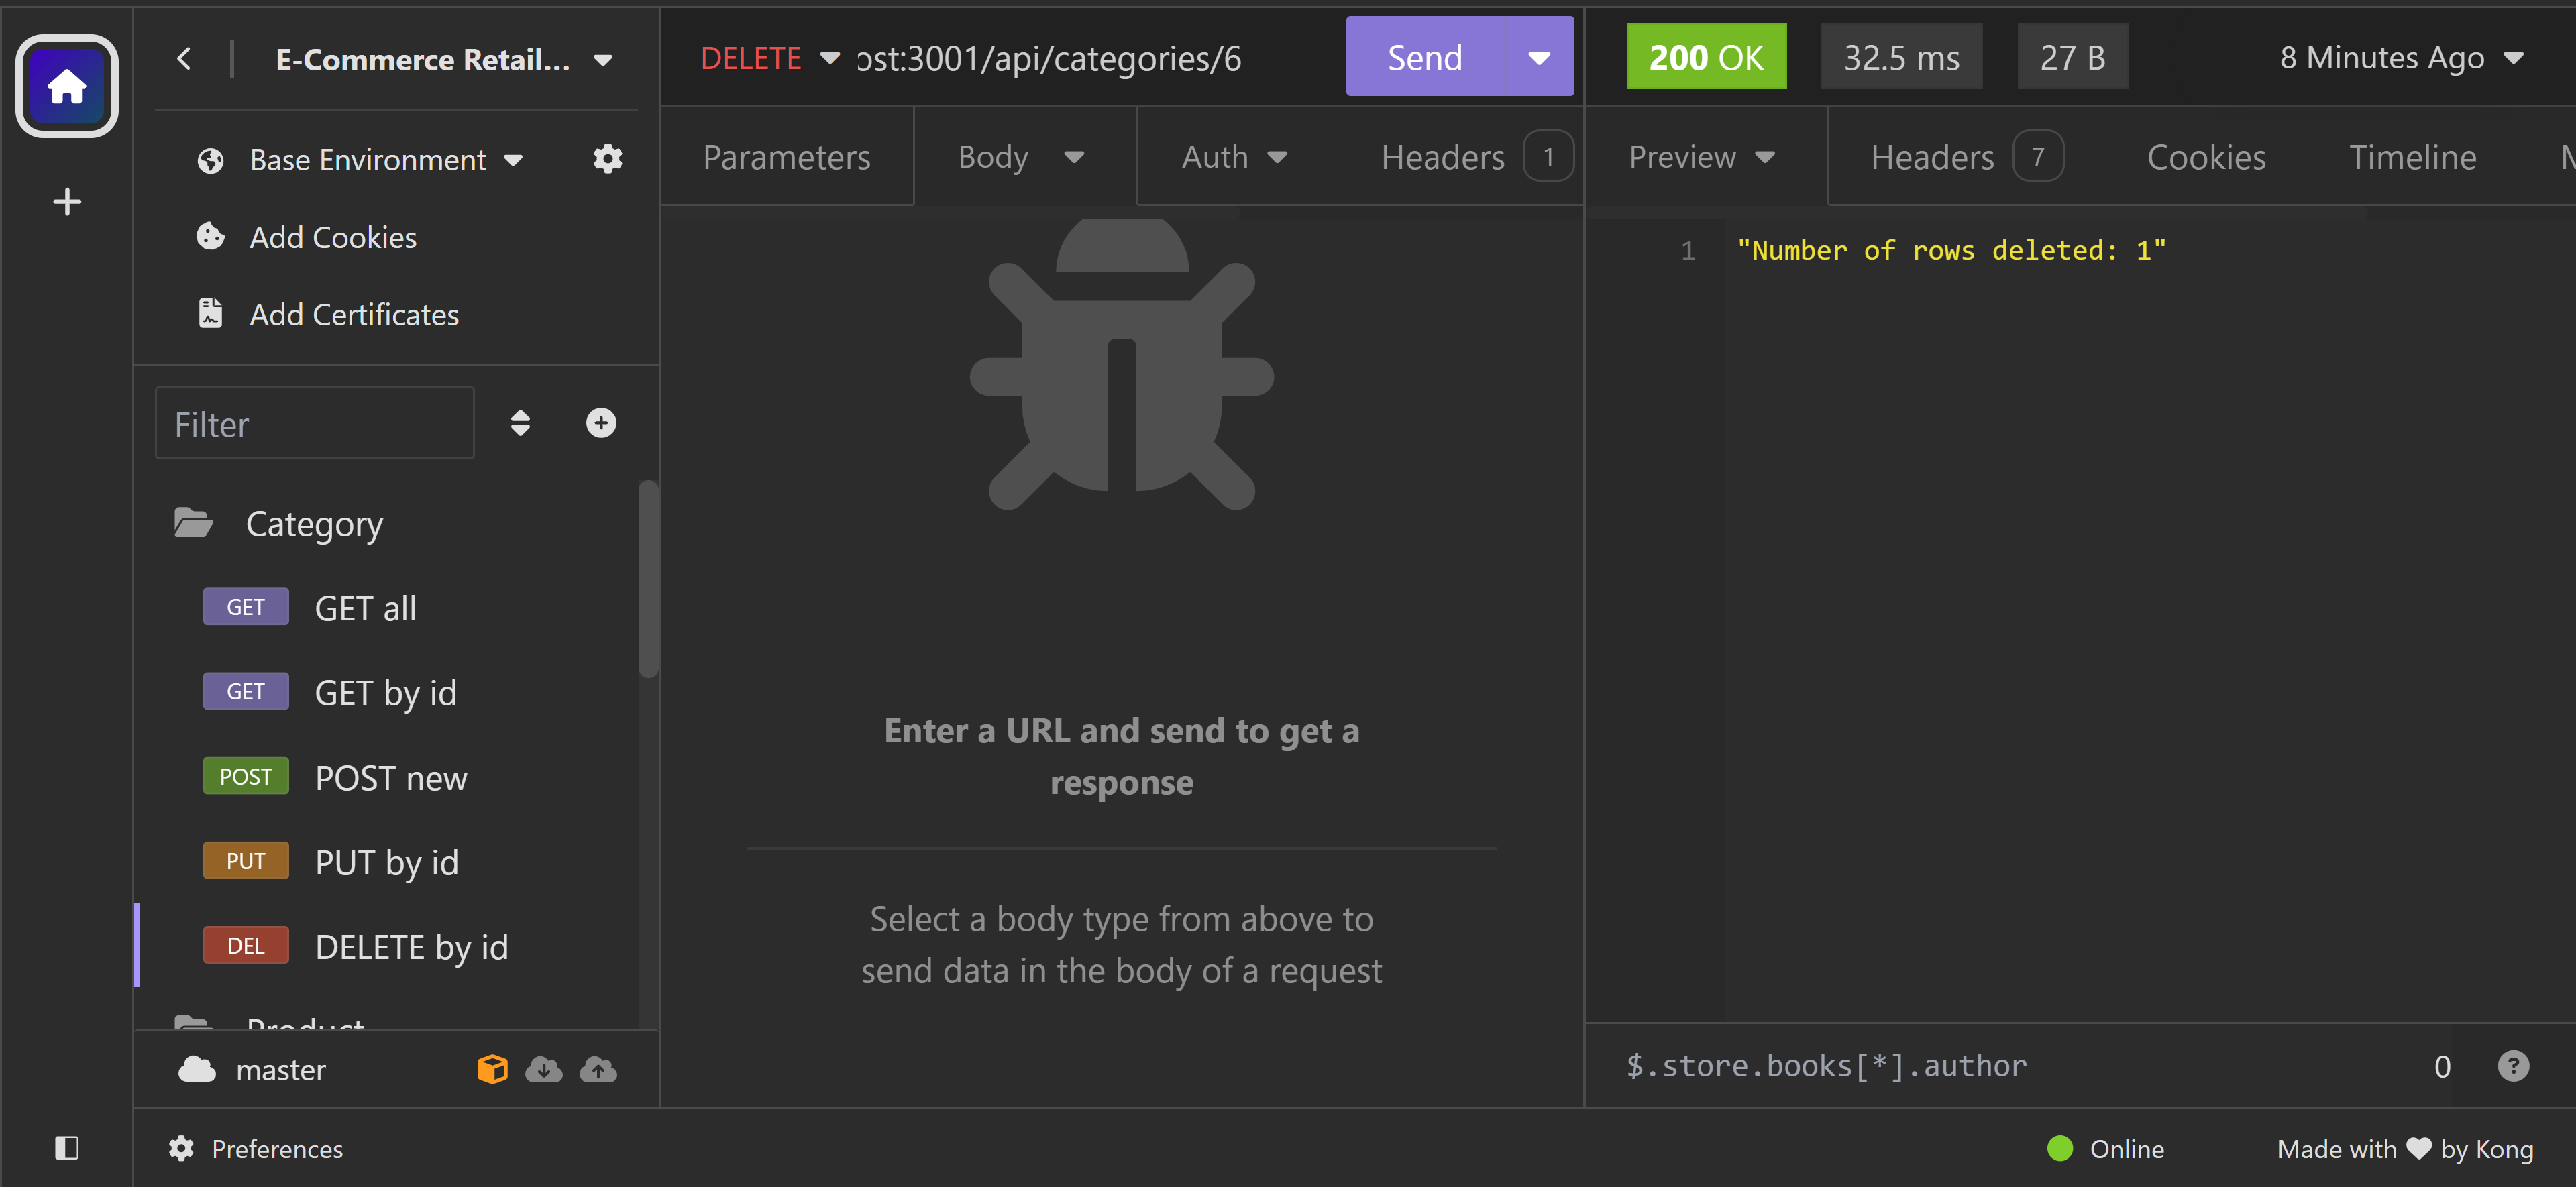 E-Commerce Retail...
Base Environment
Add Cookies
Add Certificates
Filter
Category
GET GET all
GET GET by id
POST POST new
PUT PUT by id
DEL DELETE by id
Product
master
Preferences
DELETE ost:3001/api/categories/6 Send
Parameters Body Auth Headers 1
Enter a URL and send to get a
response
Select a body type from above to
send data in the body of a request
200 OK 32.5 ms 27 B 8 Minutes Ago
Preview Headers 7 Cookies Timeline
1 "Number of rows deleted: 1"
$.store.books[*].author 0
Online Made with by Kong